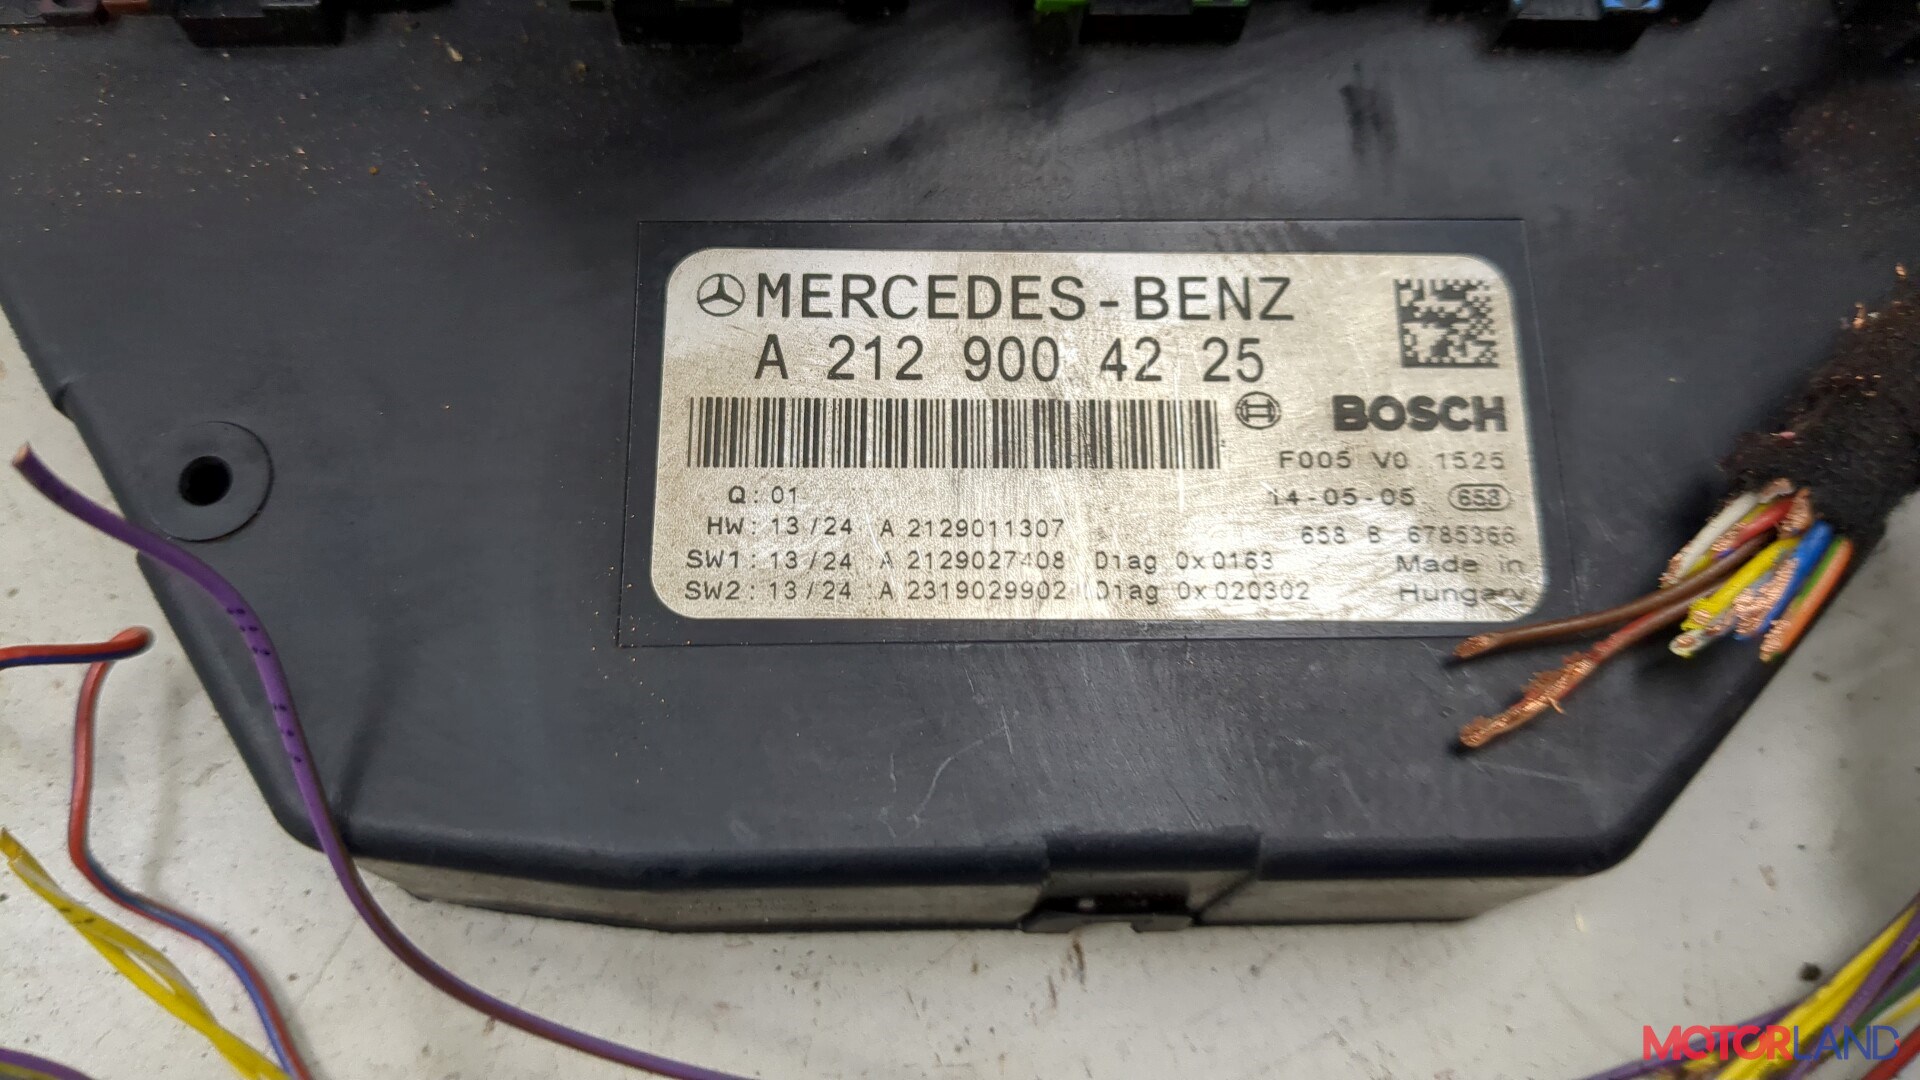 MERCEDES-BENZ
A 212 900 42 25
BOSCH
F005 V0 1525
Q: 01
14-05-05 658
HW: 13/24 A 2129011307
658 B 6785366
SW1: 13/24 A 2129027408 Diag 0x0163
Made in
SW2: 13/24 A 2319029902 Diag 0x020302
Hungary
MOTORLAND